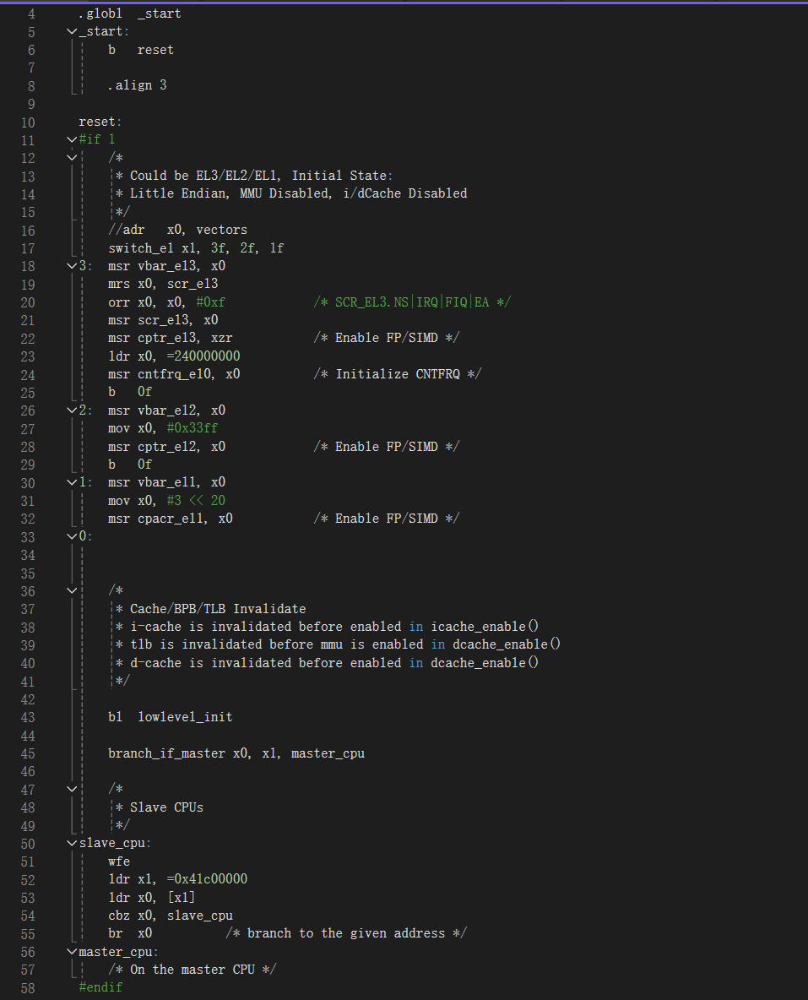 4 .globl _start
5 _start:
6 b reset
7
8 .align 3
9
10 reset:
11 #if 1
12 /*
13 * Could be EL3/EL2/EL1, Initial State:
14 * Little Endian, MMU Disabled, i/dCache Disabled
15 */
16 //adr x0, vectors
17 switch_el x1, 3f, 2f, 1f
18 3: msr vbar_el3, x0
19 mrs x0, scr_el3
20 orr x0, x0, #0xf /* SCR_EL3.NS|IRQ|FIQ|EA */
21 msr scr_el3, x0
22 msr cptr_el3, xzr /* Enable FP/SIMD */
23 ldr x0, =240000000
24 msr cntfrq_el0, x0 /* Initialize CNTFRQ */
25 b 0f
26 2: msr vbar_el2, x0
27 mov x0, #0x33ff
28 msr cptr_el2, x0 /* Enable FP/SIMD */
29 b 0f
30 1: msr vbar_el1, x0
31 mov x0, #3 << 20
32 msr cpacr_el1, x0 /* Enable FP/SIMD */
33 0:
34
35
36 /*
37 * Cache/BPB/TLB Invalidate
38 * i-cache is invalidated before enabled in icache_enable()
39 * tlb is invalidated before mmu is enabled in dcache_enable()
40 * d-cache is invalidated before enabled in dcache_enable()
41 */
42
43 bl lowlevel_init
44
45 branch_if_master x0, x1, master_cpu
46
47 /*
48 * Slave CPUs
49 */
50 slave_cpu:
51 wfe
52 ldr x1, =0x41c00000
53 ldr x0, [x1]
54 cbz x0, slave_cpu
55 br x0 /* branch to the given address */
56 master_cpu:
57 /* On the master CPU */
58 #endif